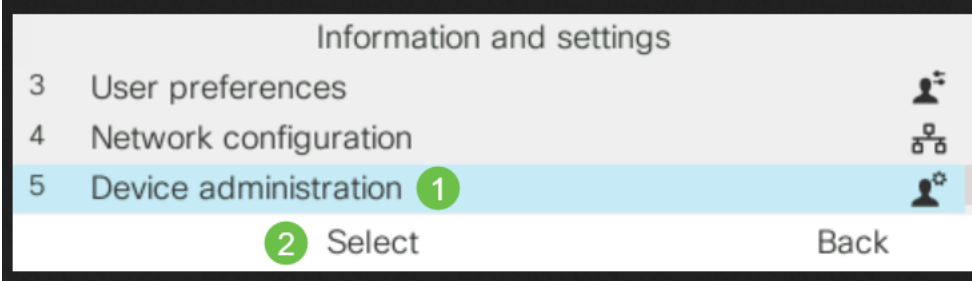 Information and settings
3 User preferences
4 Network configuration
5 Device administration 1
2 Select Back